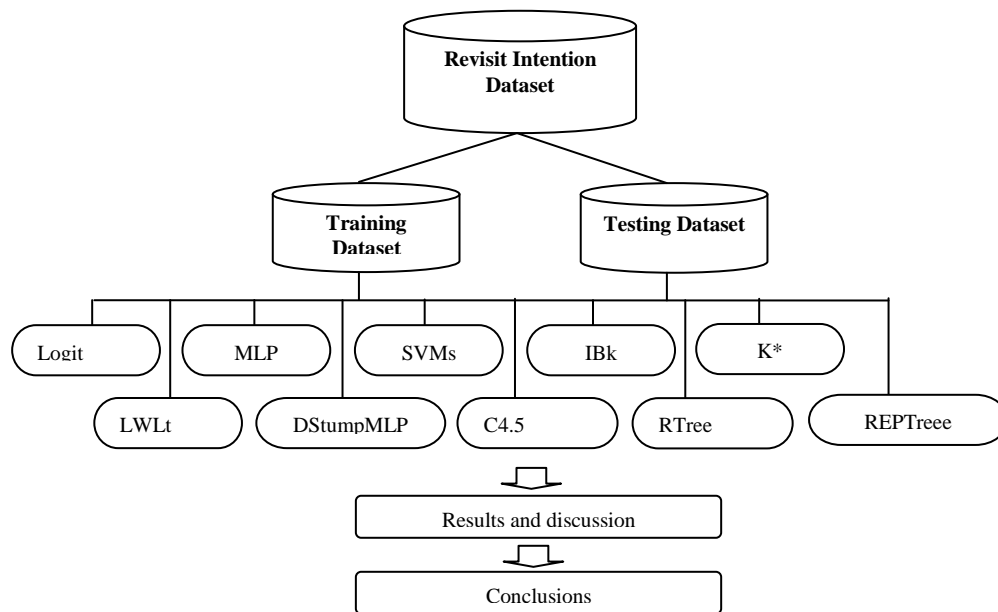 Revisit Intention
Dataset
Training
Dataset
Testing Dataset
Logit
MLP
SVMs
IBk
K*
LWLt
DStumpMLP
C4.5
RTree
REPTreee
Results and discussion
Conclusions